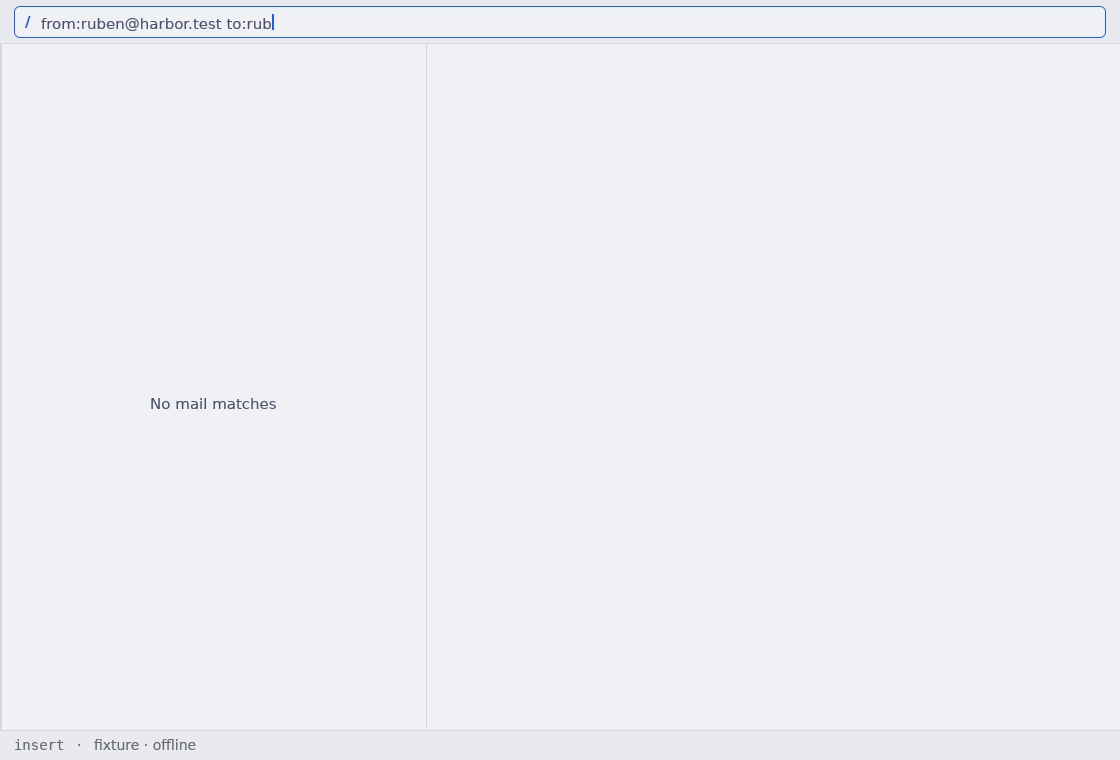 / from:ruben@harbor.test to:rub
No mail matches
insert · fixture · offline